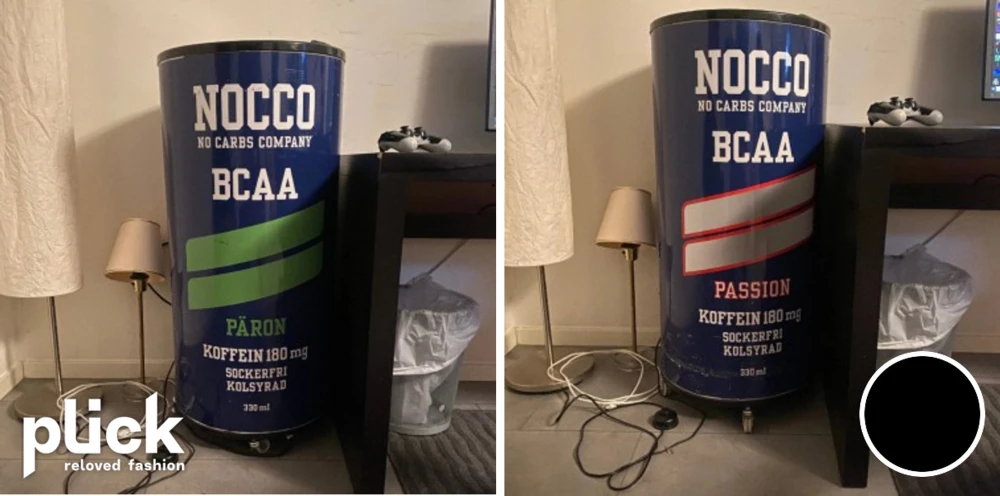 NOCCO
NO CARBS COMPANY
BCAA
PÄRON
KOFFEIN 180 mg
SOCKERFRI
KOLSYRAD
330 ml
plick
reloved fashion
NOCCO
NO CARBS COMPANY
BCAA
PASSION
KOFFEIN 180 mg
SOCKERFRI
KOLSYRAD
330 ml